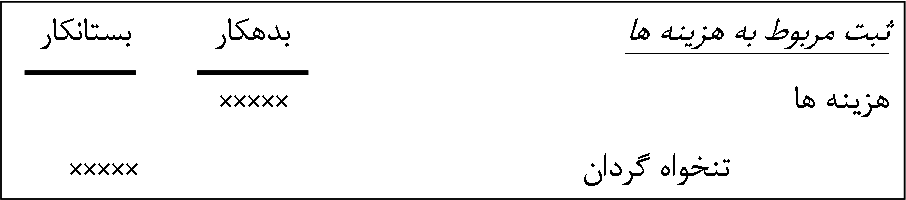 ثبت مربوط به هزینه ها بدهکار بستانکار
هزینه ها ×××××
تنخواه گردان ×××××